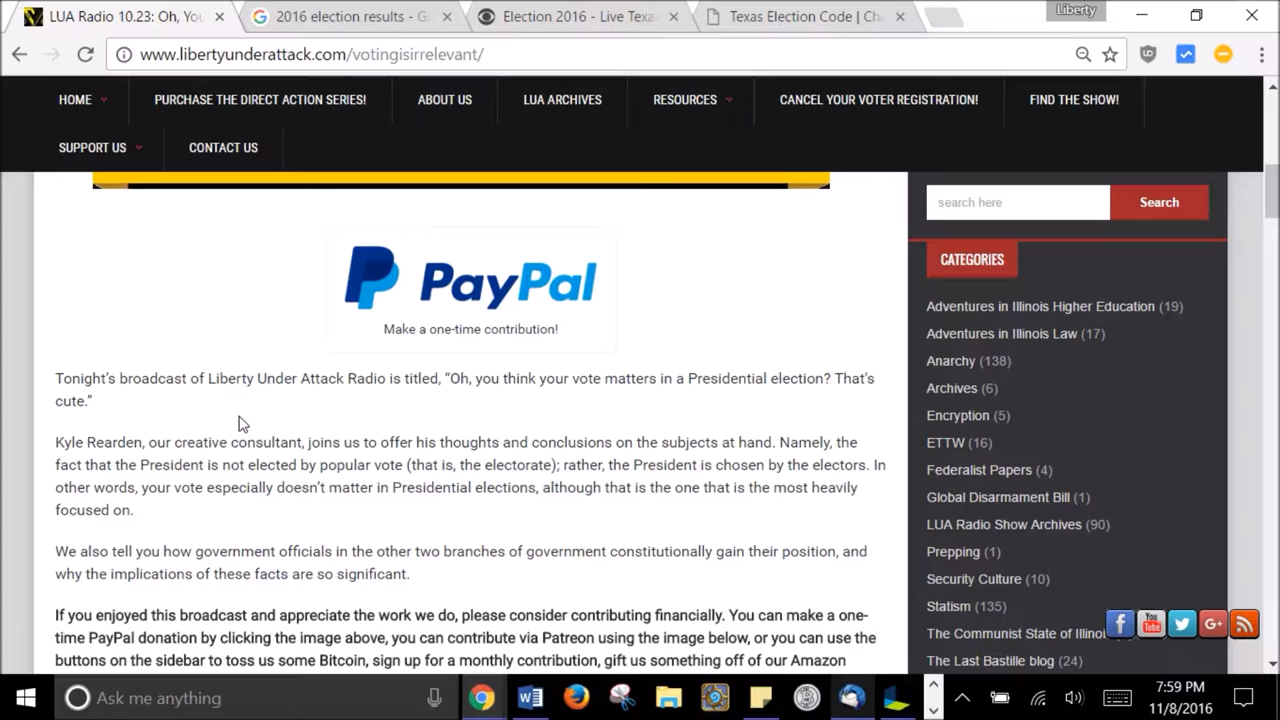 LUA Radio 10.23: Oh, You
2016 election results - G
Election 2016 - Live Texa
Texas Election Code | Cha
Liberty
www.libertyunderattack.com/votingisirrelevant/
HOME
PURCHASE THE DIRECT ACTION SERIES!
ABOUT US
LUA ARCHIVES
RESOURCES
CANCEL YOUR VOTER REGISTRATION!
FIND THE SHOW!
SUPPORT US
CONTACT US
PayPal
Make a one-time contribution!
Tonight's broadcast of Liberty Under Attack Radio is titled, “Oh, you think your vote matters in a Presidential election? That's
cute.”
Kyle Rearden, our creative consultant, joins us to offer his thoughts and conclusions on the subjects at hand. Namely, the
fact that the President is not elected by popular vote (that is, the electorate); rather, the President is chosen by the electors. In
other words, your vote especially doesn't matter in Presidential elections, although that is the one that is the most heavily
focused on.
We also tell you how government officials in the other two branches of government constitutionally gain their position, and
why the implications of these facts are so significant.
If you enjoyed this broadcast and appreciate the work we do, please consider contributing financially. You can make a one-
time PayPal donation by clicking the image above, you can contribute via Patreon using the image below, or you can use the
buttons on the sidebar to toss us some Bitcoin, sign up for a monthly contribution, gift us something off of our Amazon
search here
Search
CATEGORIES
Adventures in Illinois Higher Education (19)
Adventures in Illinois Law (17)
Anarchy (138)
Archives (6)
Encryption (5)
ETTW (16)
Federalist Papers (4)
Global Disarmament Bill (1)
LUA Radio Show Archives (90)
Prepping (1)
Security Culture (10)
Statism (135)
The Communist State of Illinoi
The Last Bastille blog (24)
Ask me anything
7:59 PM
11/8/2016